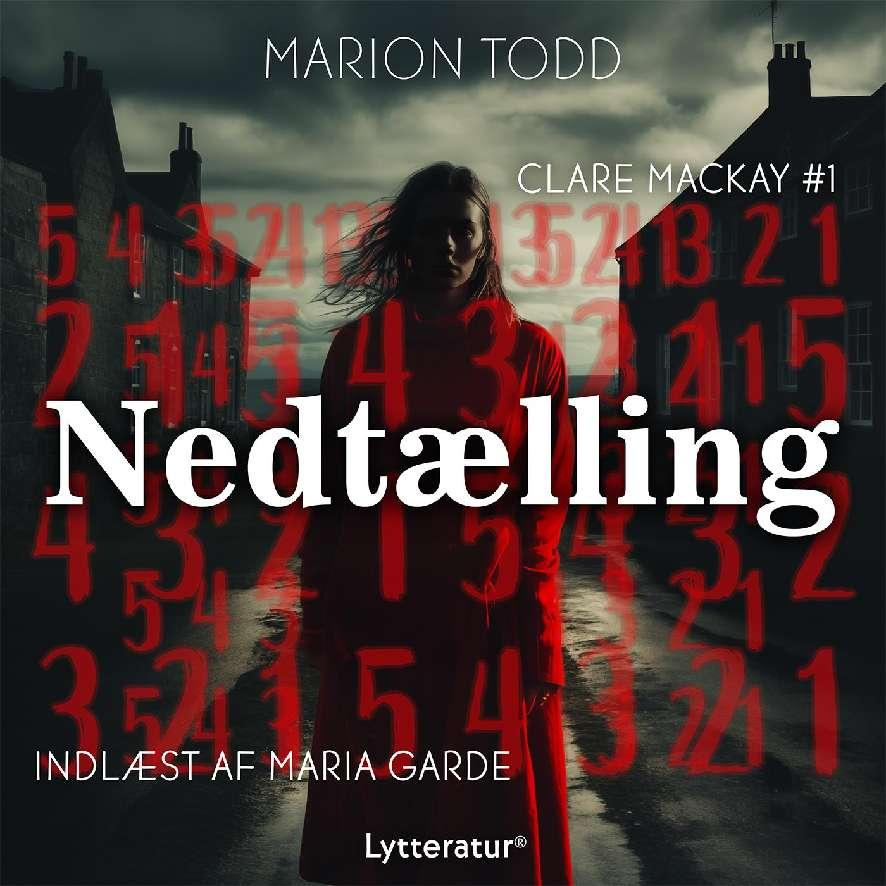 MARION TODD
CLARE MACKAY #1
Nedtælling
INDLÆST AF MARIA GARDE
Lytteratur®